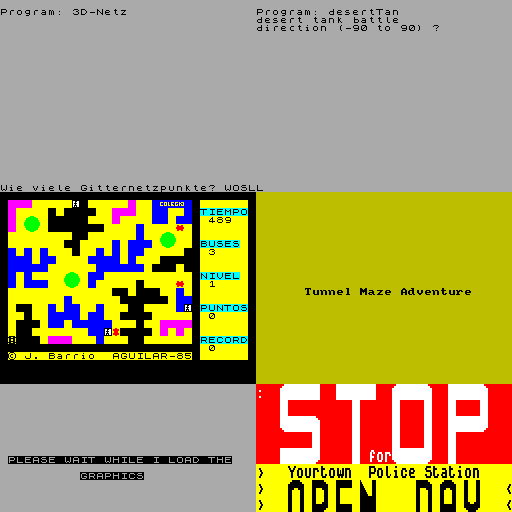 Program: 3D-Netz
Wie viele Gitternetzpunkte? WOSLL
Program: desertTan
desert tank battle
direction (-90 to 90) ?
COLEGIO
TIEMPO
489
BUSES
3
NIVEL
1
PUNTOS
0
RECORD
0
© J. Barrio AGUILAR-85
Tunnel Maze Adventure
PLEASE WAIT WHILE I LOAD THE
GRAPHICS
STOP
for
Yourtown Police Station
OPEN DAY